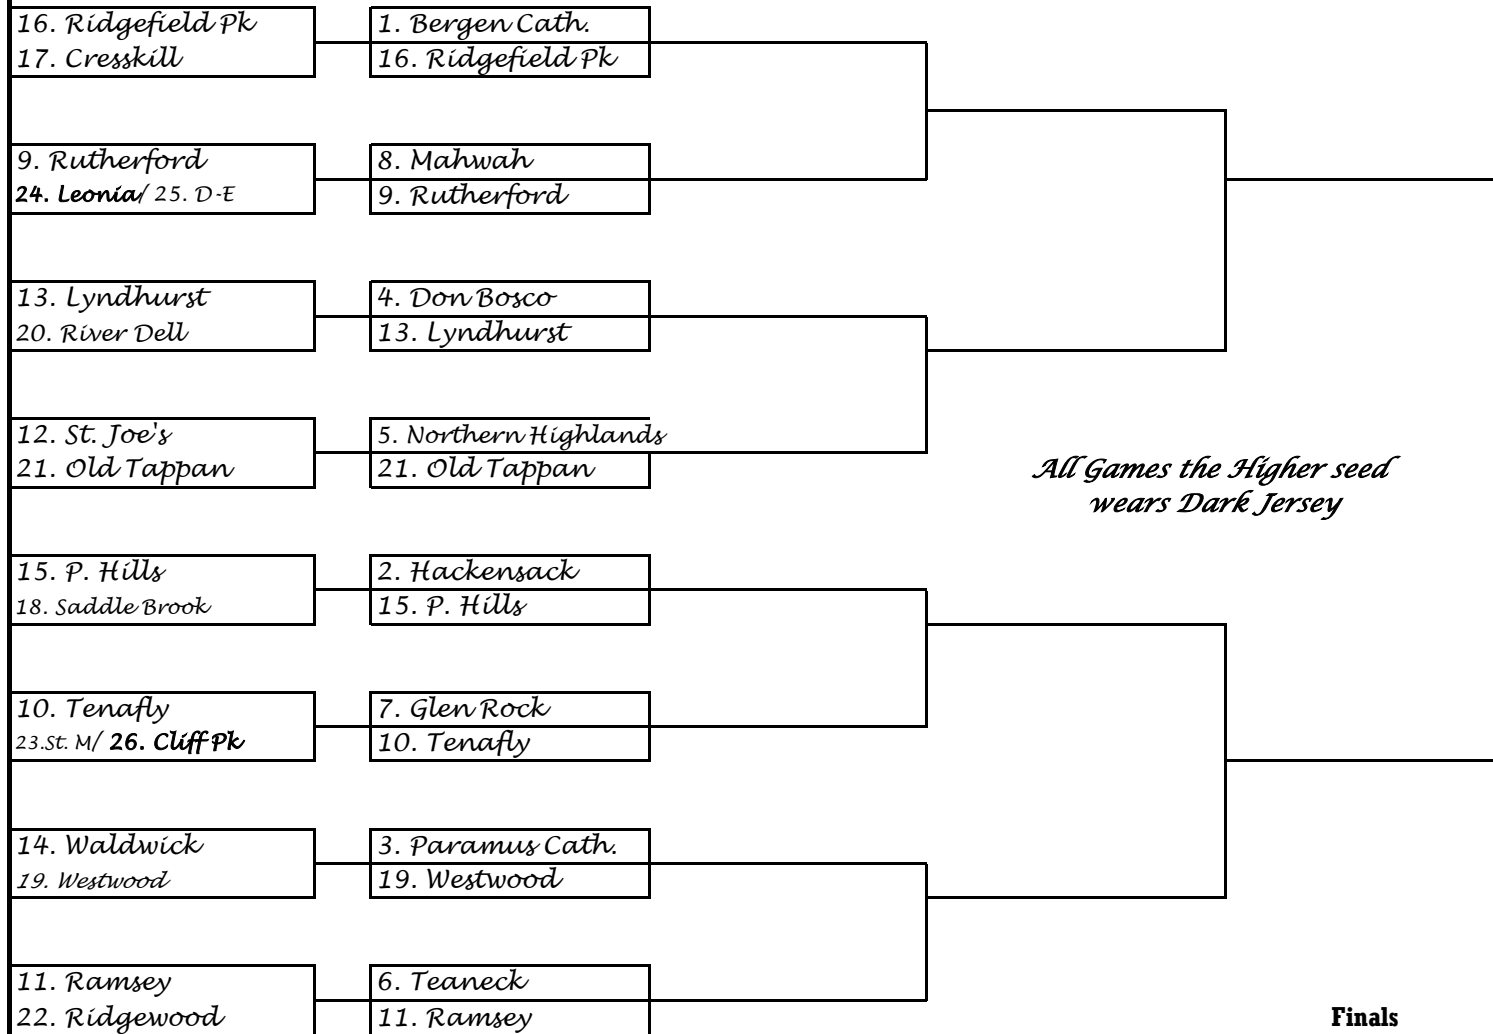 16. Ridgefield Pk
17. Cresskill
1. Bergen Cath.
16. Ridgefield Pk
9. Rutherford
24. Leonia/ 25. D-E
8. Mahwah
9. Rutherford
13. Lyndhurst
20. River Dell
4. Don Bosco
13. Lyndhurst
12. St. Joe's
21. Old Tappan
5. Northern Highlands
21. Old Tappan
All Games the Higher seed
wears Dark Jersey
15. P. Hills
18. Saddle Brook
2. Hackensack
15. P. Hills
10. Tenafly
23.St. M/ 26. Cliff Pk
7. Glen Rock
10. Tenafly
14. Waldwick
19. Westwood
3. Paramus Cath.
19. Westwood
11. Ramsey
22. Ridgewood
6. Teaneck
11. Ramsey
Finals